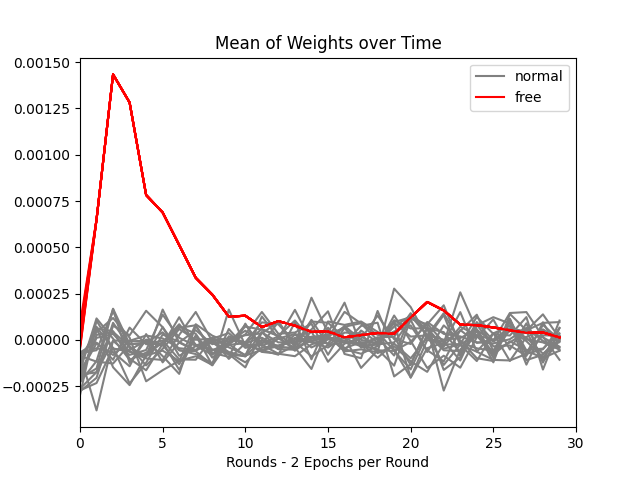 Mean of Weights over Time
normal
free
0.00150
0.00125
0.00100
0.00075
0.00050
0.00025
0.00000
−0.00025
0 5 10 15 20 25 30
Rounds - 2 Epochs per Round